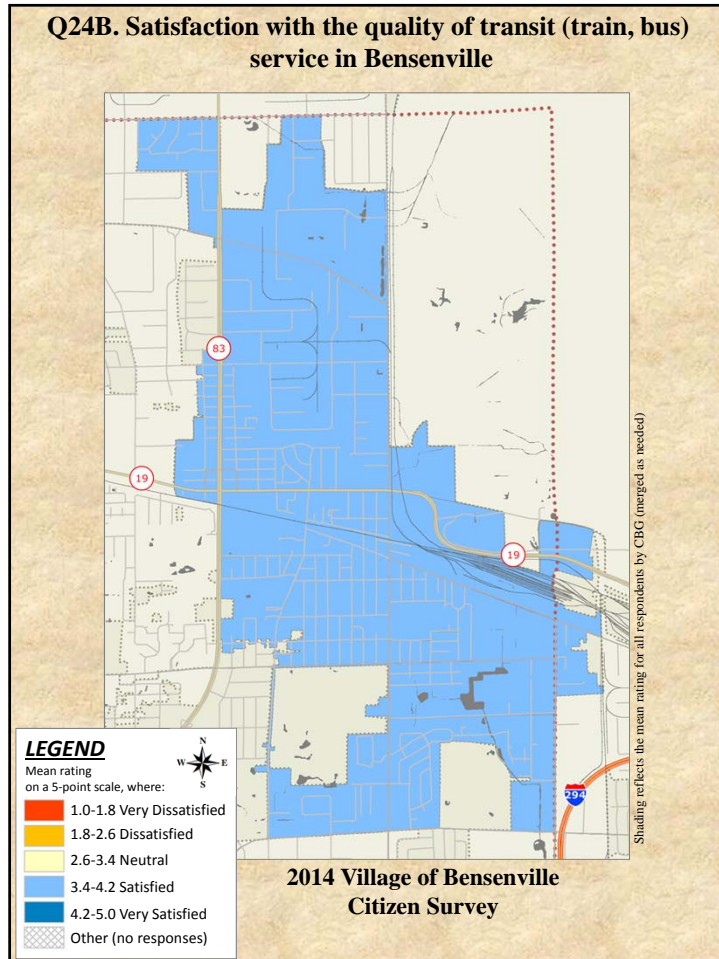 Q24B. Satisfaction with the quality of transit (train, bus)
service in Bensenville
83
19
19
294
Shading reflects the mean rating for all respondents by CBG (merged as needed)
LEGEND
Mean rating
on a 5-point scale, where:
N
W E
S
1.0-1.8 Very Dissatisfied
1.8-2.6 Dissatisfied
2.6-3.4 Neutral
3.4-4.2 Satisfied
4.2-5.0 Very Satisfied
Other (no responses)
2014 Village of Bensenville
Citizen Survey